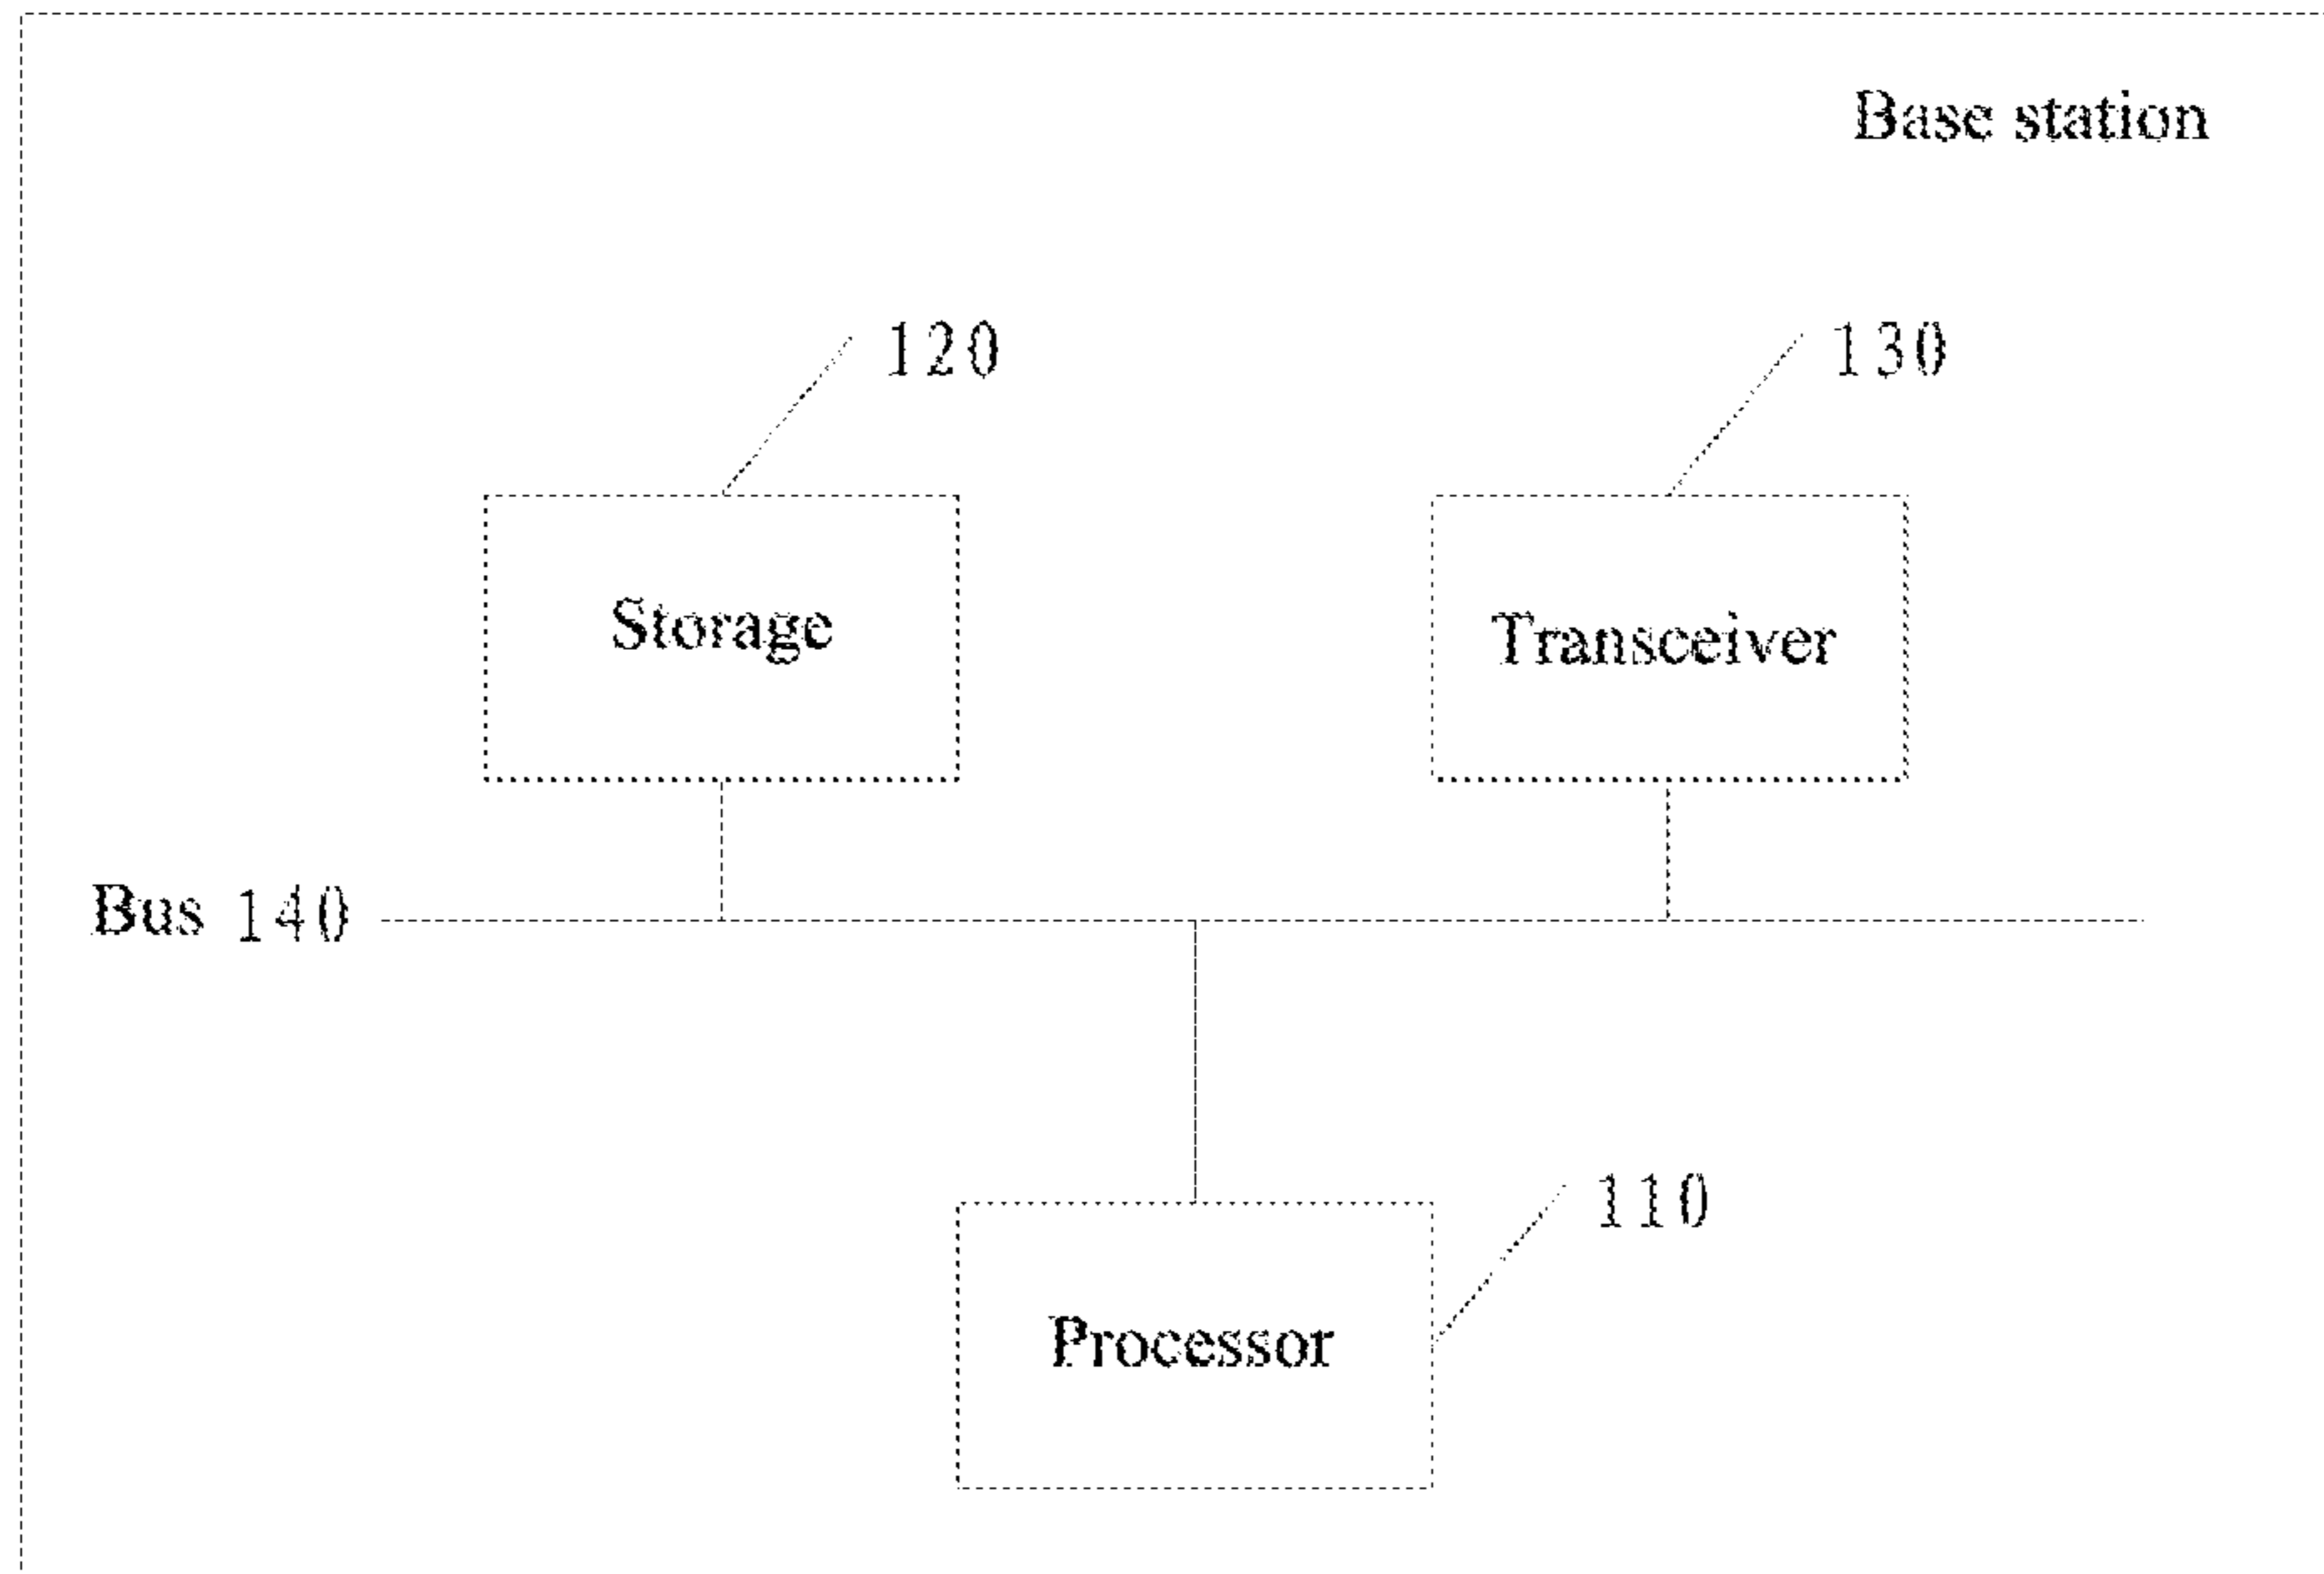 Base station
120
130
Storage
Transceiver
Bus 140
110
Processor